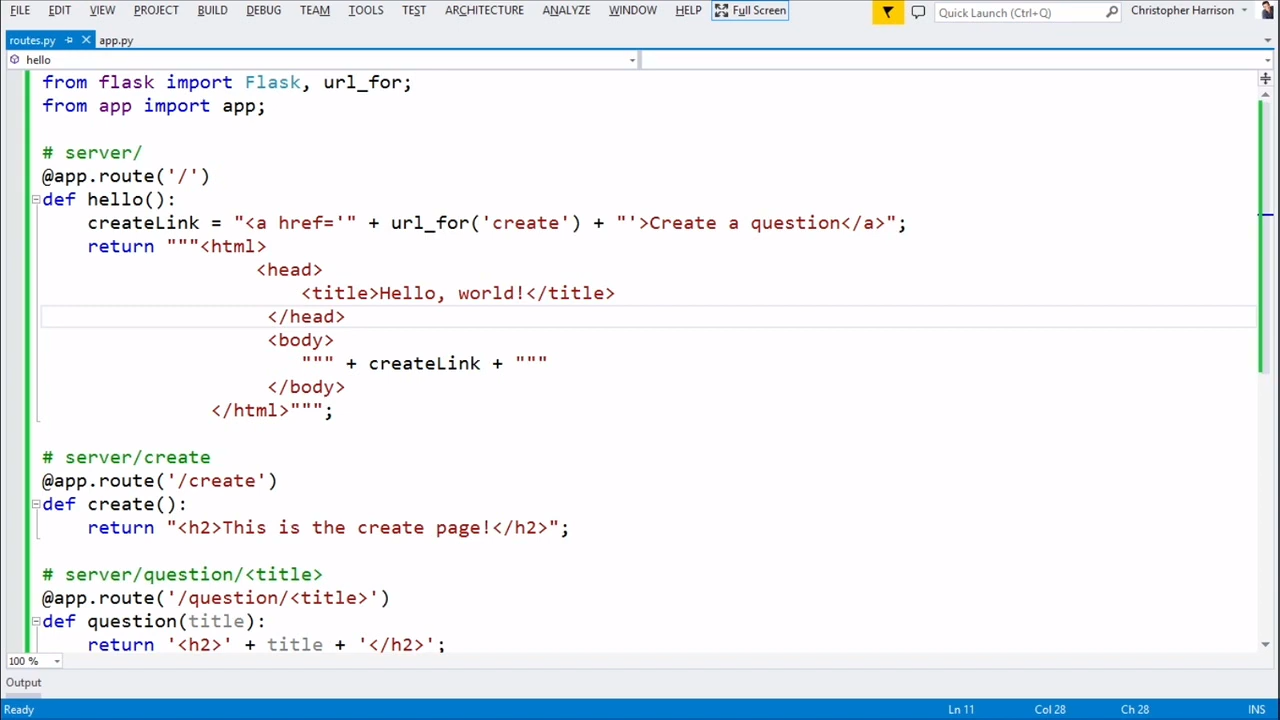 FILE EDIT VIEW PROJECT BUILD DEBUG TEAM TOOLS TEST ARCHITECTURE ANALYZE WINDOW HELP Full Screen Quick Launch (Ctrl+Q) Christopher Harrison
routes.py app.py
hello
from flask import Flask, url_for;
from app import app;
# server/
@app.route('/')
def hello():
    createLink = "<a href='" + url_for('create') + "'>Create a question</a>";
    return """<html>
                   <head>
                       <title>Hello, world!</title>
                    </head>
                    <body>
                       """ + createLink + """
                    </body>
               </html>""";
# server/create
@app.route('/create')
def create():
    return "<h2>This is the create page!</h2>";
# server/question/<title>
@app.route('/question/<title>')
def question(title):
    return '<h2>' + title + '</h2>';
100 %
Output
Ready Ln 11 Col 28 Ch 28 INS